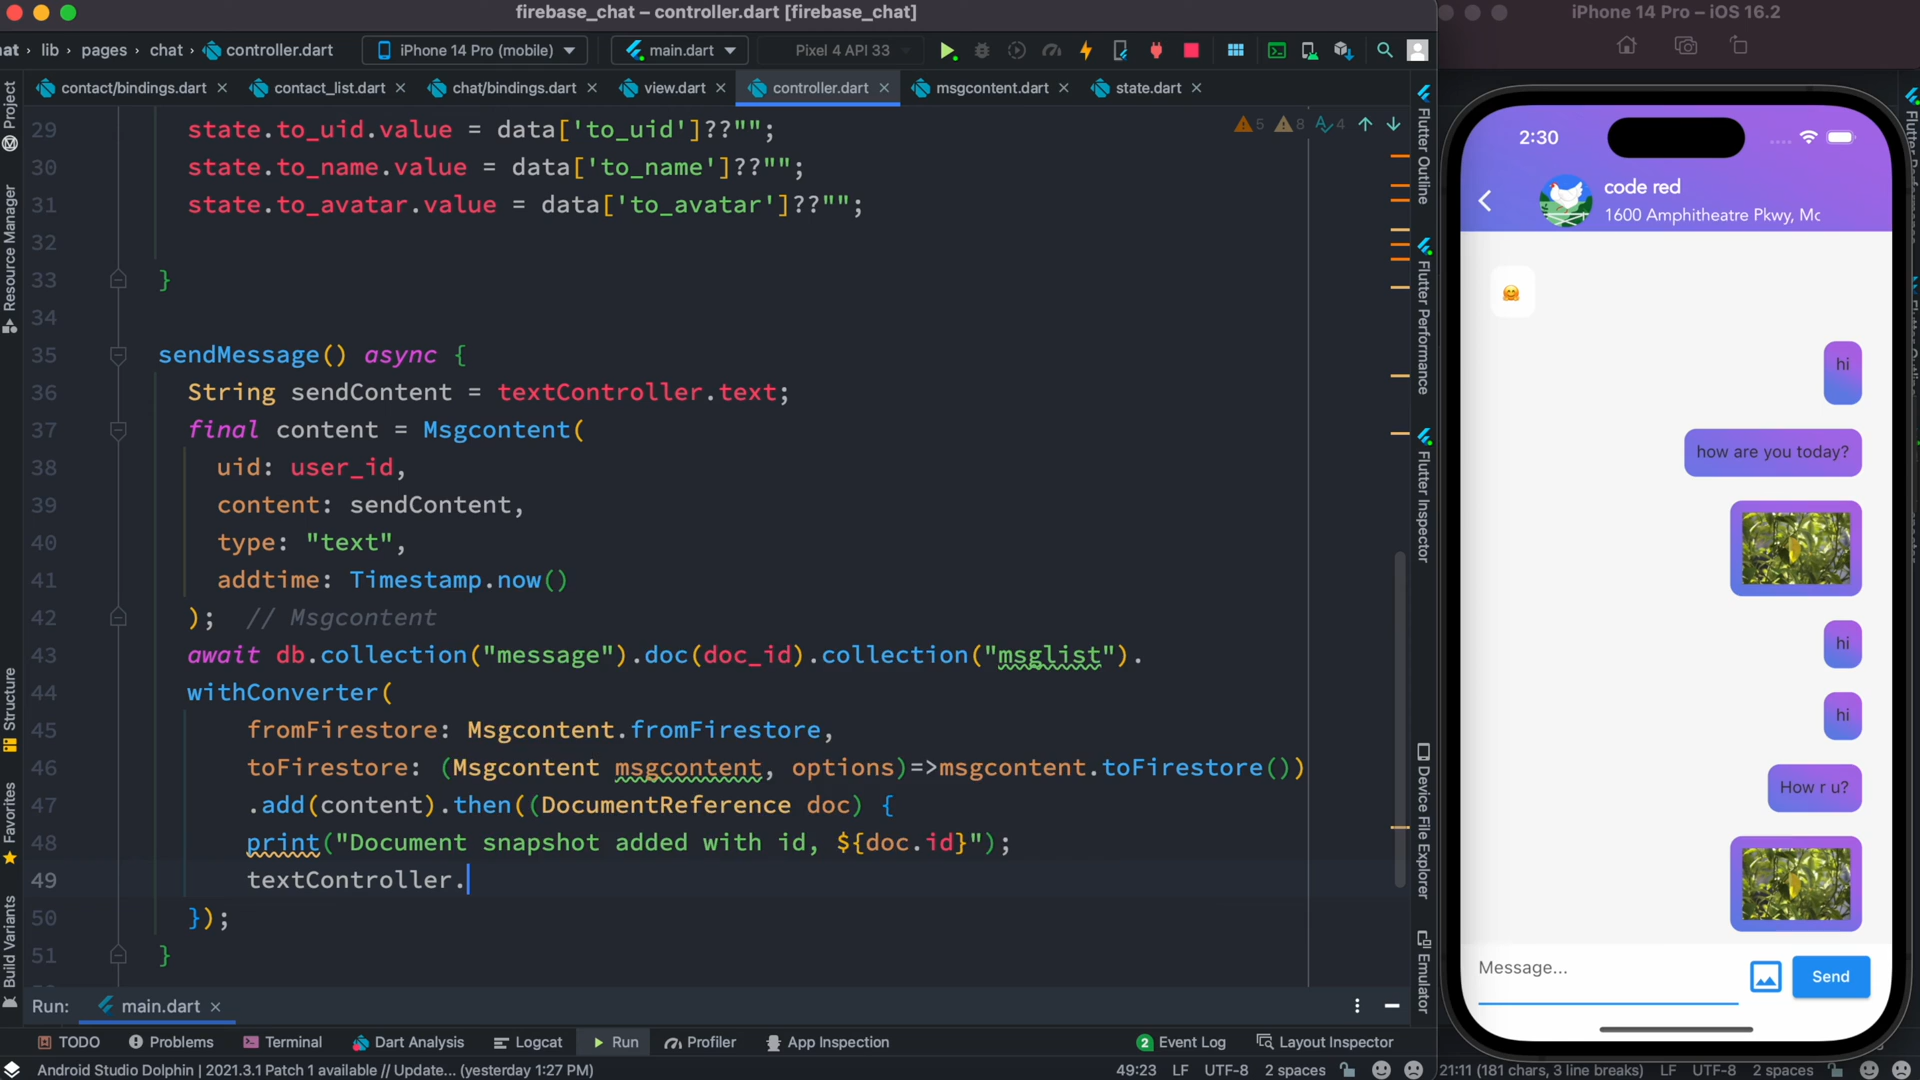 firebase_chat – controller.dart [firebase_chat]
lib
pages
chat
controller.dart
iPhone 14 Pro (mobile)
main.dart
Pixel 4 API 33
contact/bindings.dart
contact_list.dart
chat/bindings.dart
view.dart
controller.dart
msgcontent.dart
state.dart
5 8 4
Project
Resource Manager
Structure
Favorites
Build Variants
29 state.to_uid.value = data['to_uid']??"";
30 state.to_name.value = data['to_name']??"";
31 state.to_avatar.value = data['to_avatar']??"";
32
33 }
34
35 sendMessage() async {
36 String sendContent = textController.text;
37 final content = Msgcontent(
38 uid: user_id,
39 content: sendContent,
40 type: "text",
41 addtime: Timestamp.now()
42 ); // Msgcontent
43 await db.collection("message").doc(doc_id).collection("msglist").
44 withConverter(
45 fromFirestore: Msgcontent.fromFirestore,
46 toFirestore: (Msgcontent msgcontent, options)=>msgcontent.toFirestore())
47 .add(content).then((DocumentReference doc) {
48 print("Document snapshot added with id, ${doc.id}");
49 textController.
50 });
51 }
Flutter Outline
Flutter Performance
Flutter Inspector
Device File Explorer
Emulator
Run:
main.dart
TODO
Problems
Terminal
Dart Analysis
Logcat
Run
Profiler
App Inspection
2 Event Log
Layout Inspector
Android Studio Dolphin | 2021.3.1 Patch 1 available // Update... (yesterday 1:27 PM)
49:23 LF UTF-8 2 spaces
iPhone 14 Pro – iOS 16.2
2:30
code red
1600 Amphitheatre Pkwy, Mc
hi
how are you today?
hi
hi
How r u?
Message...
Send
21:11 (181 chars, 3 line breaks) LF UTF-8 2 spaces